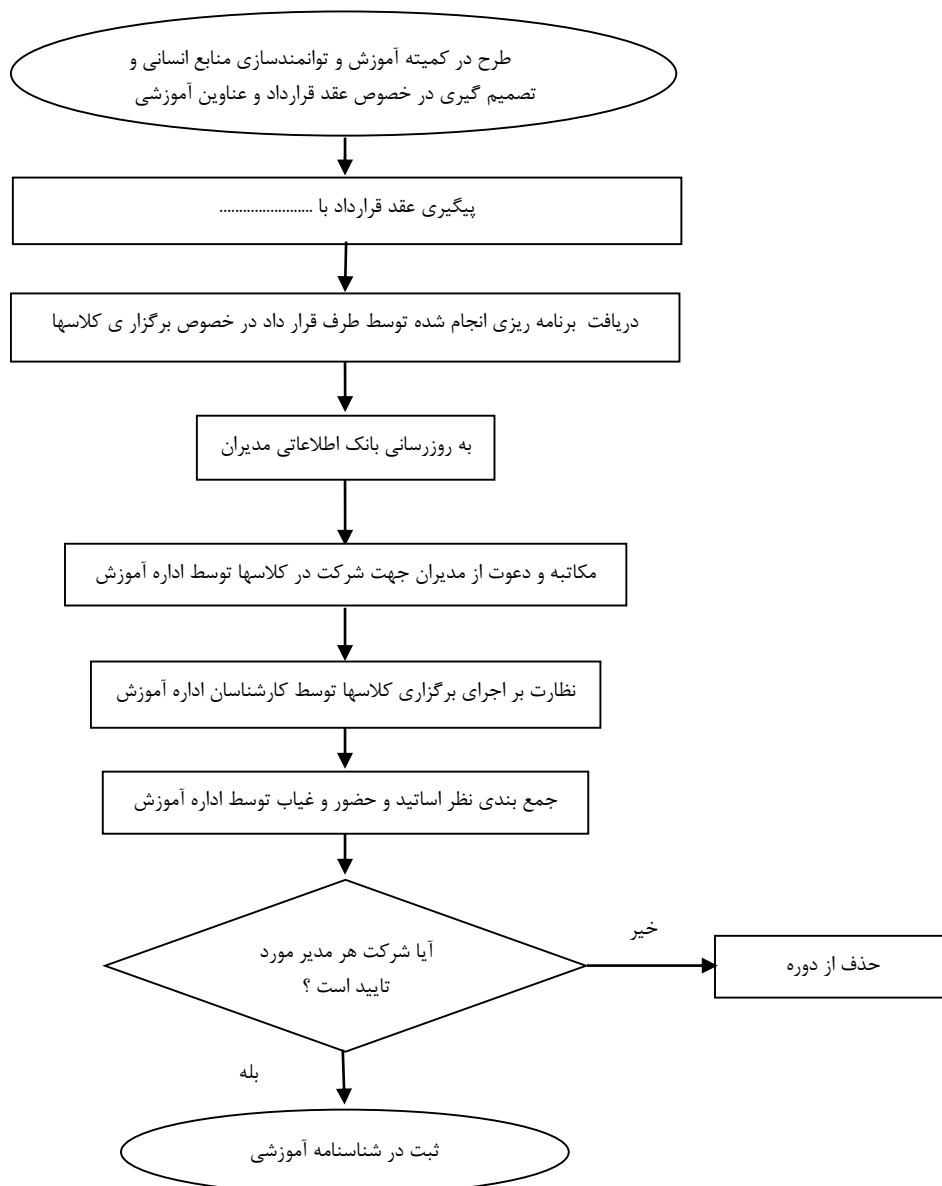 طرح در کمیته آموزش و توانمندسازی منابع انسانی و
تصمیم گیری در خصوص عقد قرارداد و عناوین آموزشی
پیگیری عقد قرارداد با ........................
دریافت برنامه ریزی انجام شده توسط طرف قرار داد در خصوص برگزار ی کلاسها
به روزرسانی بانک اطلاعاتی مدیران
مکاتبه و دعوت از مدیران جهت شرکت در کلاسها توسط اداره آموزش
نظارت بر اجرای برگزاری کلاسها توسط کارشناسان اداره آموزش
جمع بندی نظر اساتید و حضور و غیاب توسط اداره آموزش
آیا شرکت هر مدیر مورد
تایید است ؟
خیر
حذف از دوره
بله
ثبت در شناسنامه آموزشی